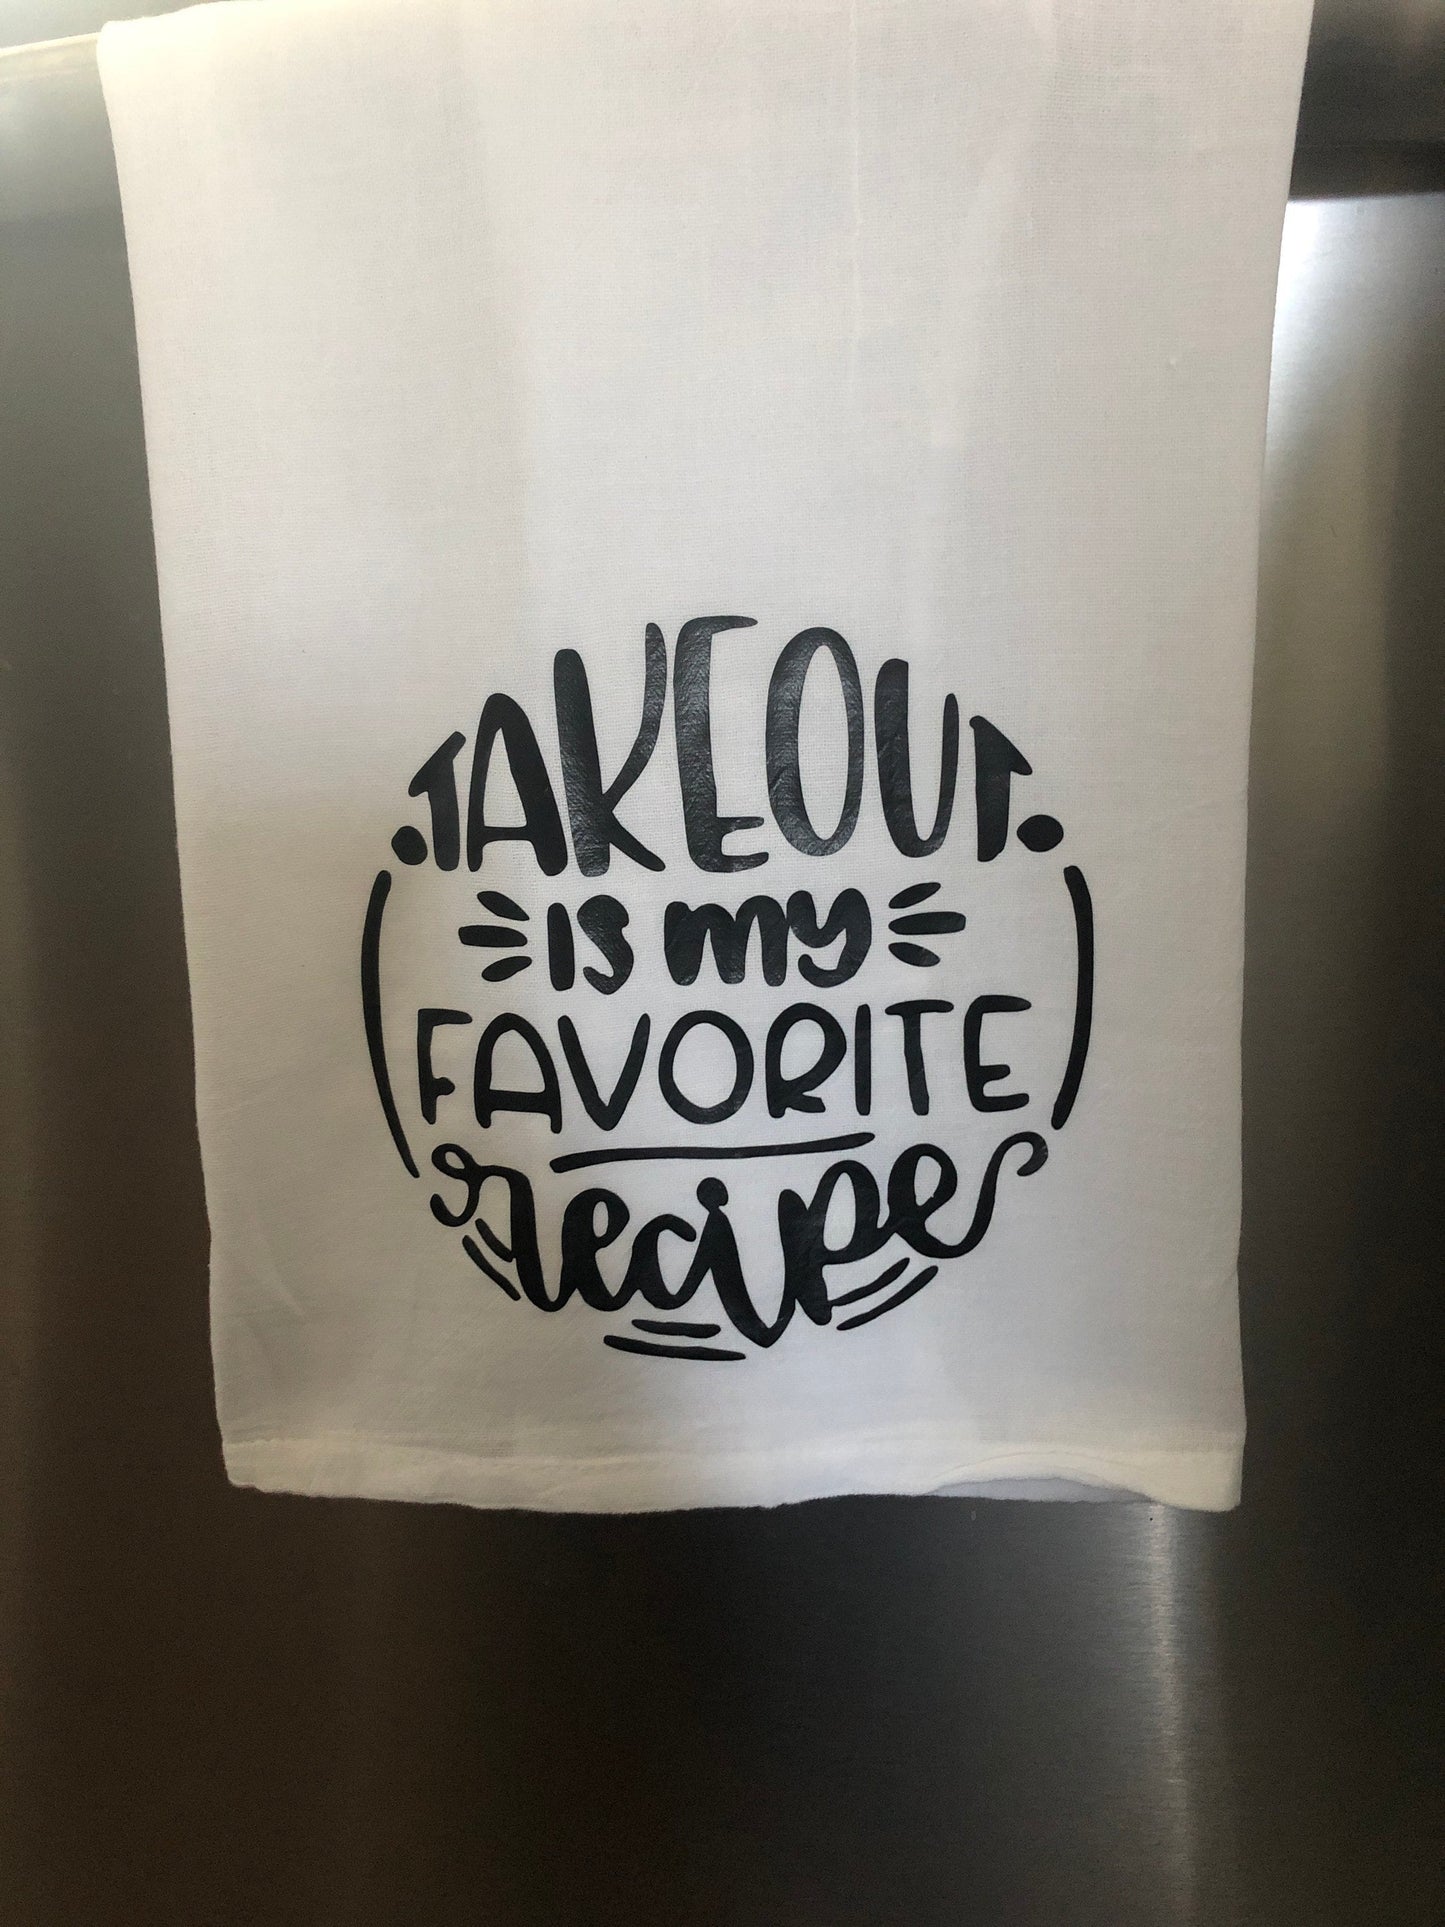 TAKEOUT
is my
FAVORITE
recipe